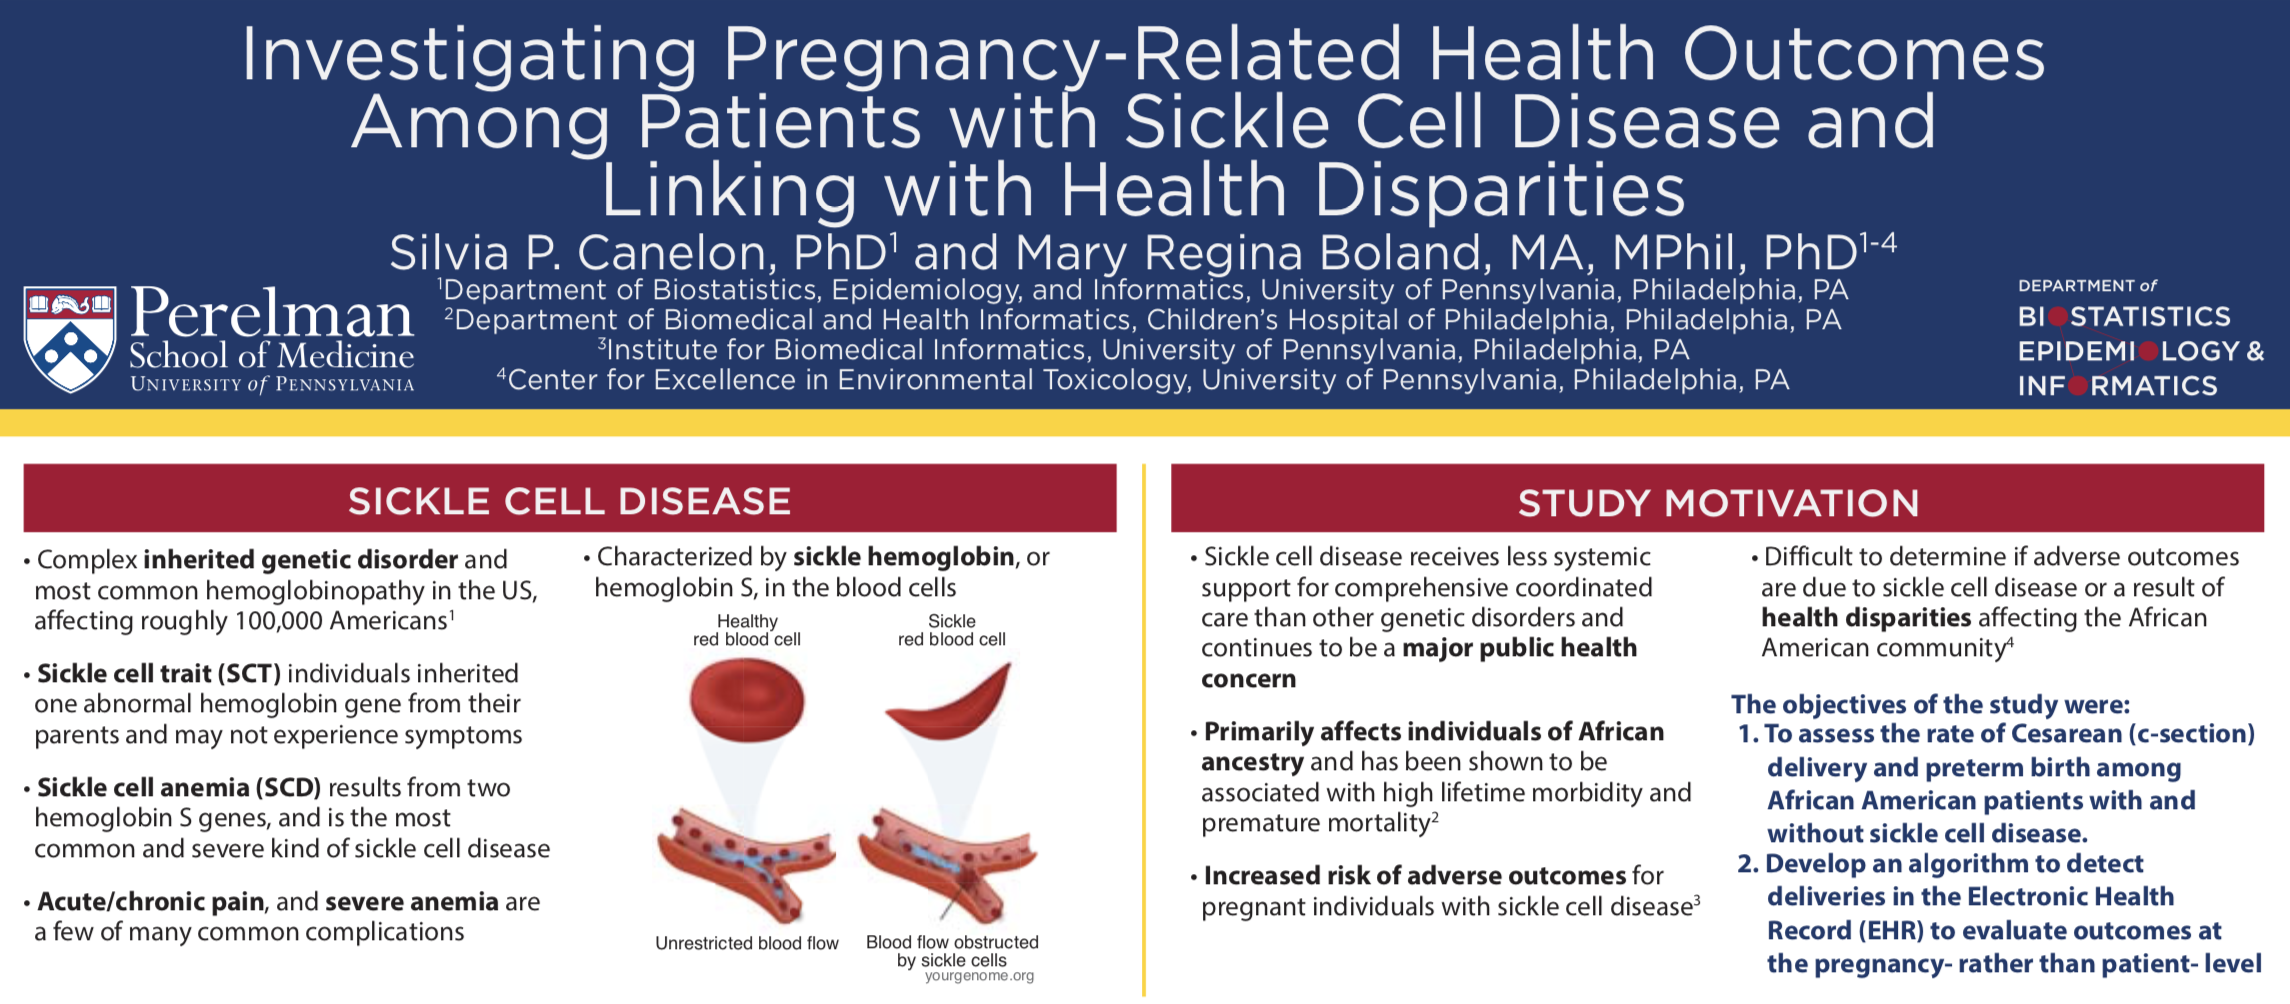 Investigating Pregnancy-Related Health Outcomes
Among Patients with Sickle Cell Disease and
Linking with Health Disparities
Silvia P. Canelon, PhD¹ and Mary Regina Boland, MA, MPhil, PhD¹⁻⁴
¹Department of Biostatistics, Epidemiology, and Informatics, University of Pennsylvania, Philadelphia, PA
²Department of Biomedical and Health Informatics, Children's Hospital of Philadelphia, Philadelphia, PA
³Institute for Biomedical Informatics, University of Pennsylvania, Philadelphia, PA
⁴Center for Excellence in Environmental Toxicology, University of Pennsylvania, Philadelphia, PA
Perelman
School of Medicine
University of Pennsylvania
DEPARTMENT of
BIOSTATISTICS
EPIDEMIOLOGY &
INFORMATICS
SICKLE CELL DISEASE
• Complex inherited genetic disorder and
most common hemoglobinopathy in the US,
affecting roughly 100,000 Americans¹
• Sickle cell trait (SCT) individuals inherited
one abnormal hemoglobin gene from their
parents and may not experience symptoms
• Sickle cell anemia (SCD) results from two
hemoglobin S genes, and is the most
common and severe kind of sickle cell disease
• Acute/chronic pain, and severe anemia are
a few of many common complications
• Characterized by sickle hemoglobin, or
hemoglobin S, in the blood cells
Healthy
red blood cell
Sickle
red blood cell
Unrestricted blood flow
Blood flow obstructed
by sickle cells
yourgenome.org
STUDY MOTIVATION
• Sickle cell disease receives less systemic
support for comprehensive coordinated
care than other genetic disorders and
continues to be a major public health
concern
• Primarily affects individuals of African
ancestry and has been shown to be
associated with high lifetime morbidity and
premature mortality²
• Increased risk of adverse outcomes for
pregnant individuals with sickle cell disease³
• Difficult to determine if adverse outcomes
are due to sickle cell disease or a result of
health disparities affecting the African
American community⁴
The objectives of the study were:
1. To assess the rate of Cesarean (c-section)
delivery and preterm birth among
African American patients with and
without sickle cell disease.
2. Develop an algorithm to detect
deliveries in the Electronic Health
Record (EHR) to evaluate outcomes at
the pregnancy- rather than patient- level